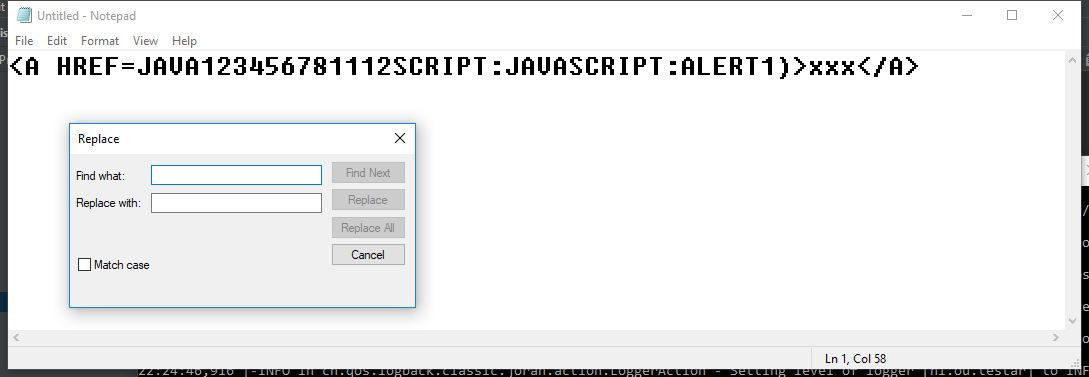 Untitled - Notepad
File Edit Format View Help
<A HREF=JAVA123456781112SCRIPT:JAVASCRIPT:ALERT1)>xxx</A>
Replace
Find what:
Find Next
Replace with:
Replace
Replace All
Cancel
Match case
Ln 1, Col 58
22:24:46,916 |-INFO in ch.qos.logback.classic.joran.action.LoggerAction - Setting level of logger [nl.ou.testar] to INF